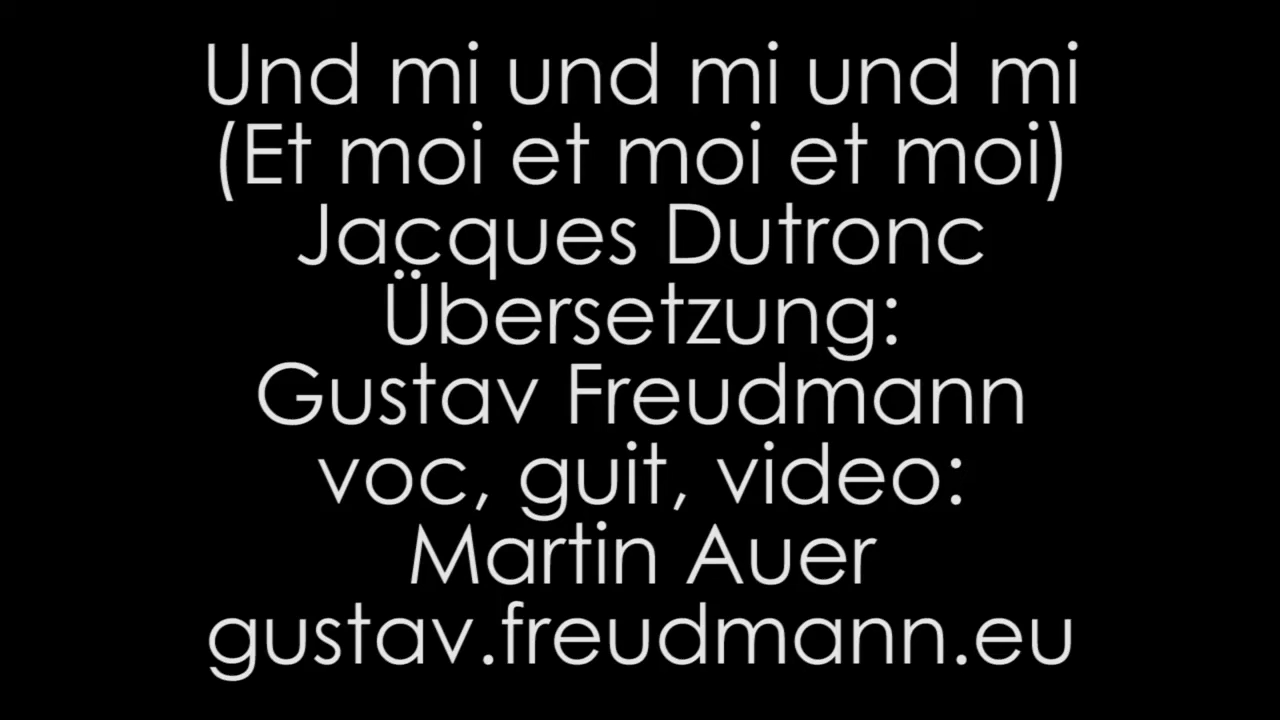 Und mi und mi und mi
(Et moi et moi et moi)
Jacques Dutronc
Übersetzung:
Gustav Freudmann
voc, guit, video:
Martin Auer
gustav.freudmann.eu